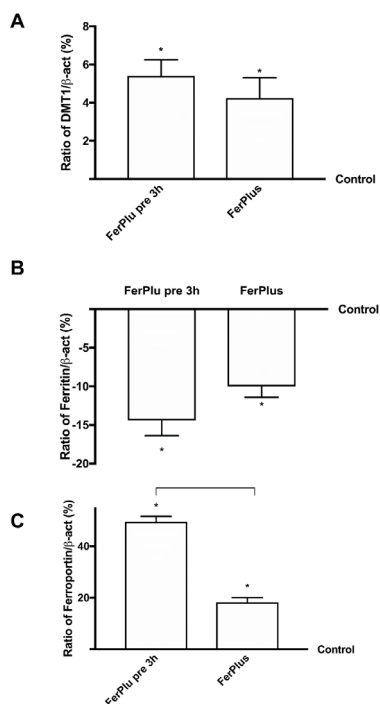 A
Ratio of DMT1/β-act (%)
8
6
4
2
*
*
Control
FerPlu pre 3h
FerPlus
B
FerPlu pre 3h
FerPlus
Control
Ratio of Ferritin/β-act (%)
-5
-10
-15
-20
*
*
C
Ratio of Ferroportin/β-act (%)
40
20
*
*
Control
FerPlu pre 3h
FerPlus